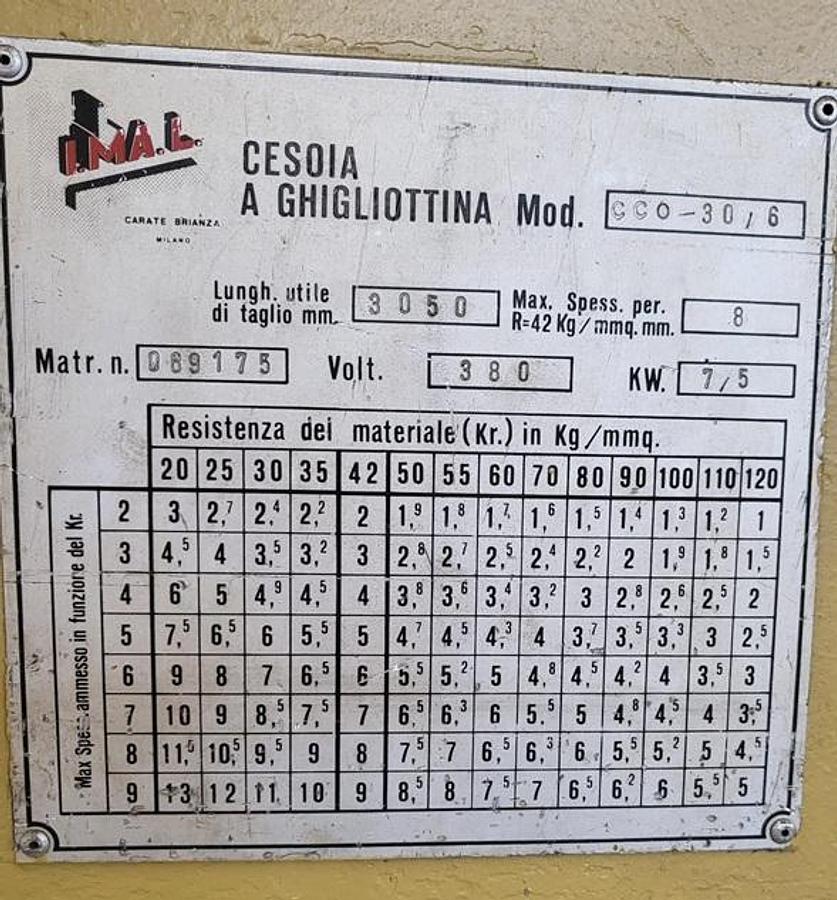 I.MA.L.
CARATE BRIANZA
MILANO
CESOIA
A GHIGLIOTTINA Mod. CCO-30/6
Lungh. utile
di taglio mm. 3050
Max. Spess. per.
R=42 Kg/mmq. mm. 8
Matr. n. 069175 Volt. 380 KW. 7,5
Resistenza dei materiale (Kr.) in Kg/mmq.
20 25 30 35 42 50 55 60 70 80 90 100 110 120
Max Spess. ammesso in funzione del Kr.
2 3 2,7 2,4 2,2 2 1,9 1,8 1,7 1,6 1,5 1,4 1,3 1,2 1
3 4,5 4 3,5 3,2 3 2,8 2,7 2,5 2,4 2,2 2 1,9 1,8 1,5
4 6 5 4,9 4,5 4 3,8 3,6 3,4 3,2 3 2,8 2,6 2,5 2
5 7,5 6,5 6 5,5 5 4,7 4,5 4,3 4 3,7 3,5 3,3 3 2,5
6 9 8 7 6,5 6 5,5 5,2 5 4,8 4,5 4,2 4 3,5 3
7 10 9 8,5 7,5 7 6,5 6,3 6 5,5 5 4,8 4,5 4 3,5
8 11,5 10,5 9,5 9 8 7,5 7 6,5 6,3 6 5,5 5,2 5 4,5
9 13 12 11 10 9 8,5 8 7,5 7 6,5 6,2 6 5,5 5